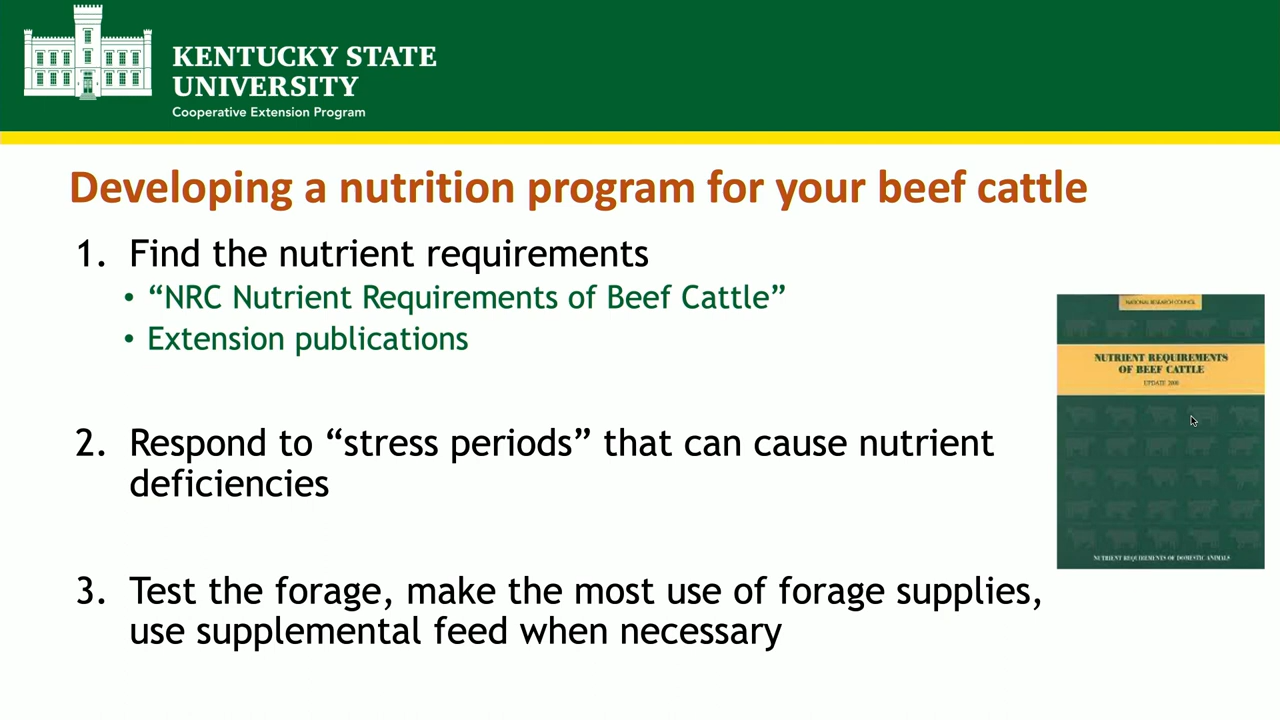 KENTUCKY STATE
UNIVERSITY
Cooperative Extension Program
Developing a nutrition program for your beef cattle
1. Find the nutrient requirements
• “NRC Nutrient Requirements of Beef Cattle”
• Extension publications
2. Respond to “stress periods” that can cause nutrient
deficiencies
3. Test the forage, make the most use of forage supplies,
use supplemental feed when necessary
NATIONAL RESEARCH COUNCIL
NUTRIENT REQUIREMENTS
OF BEEF CATTLE
UPDATE 2000
NUTRIENT REQUIREMENTS OF DOMESTIC ANIMALS